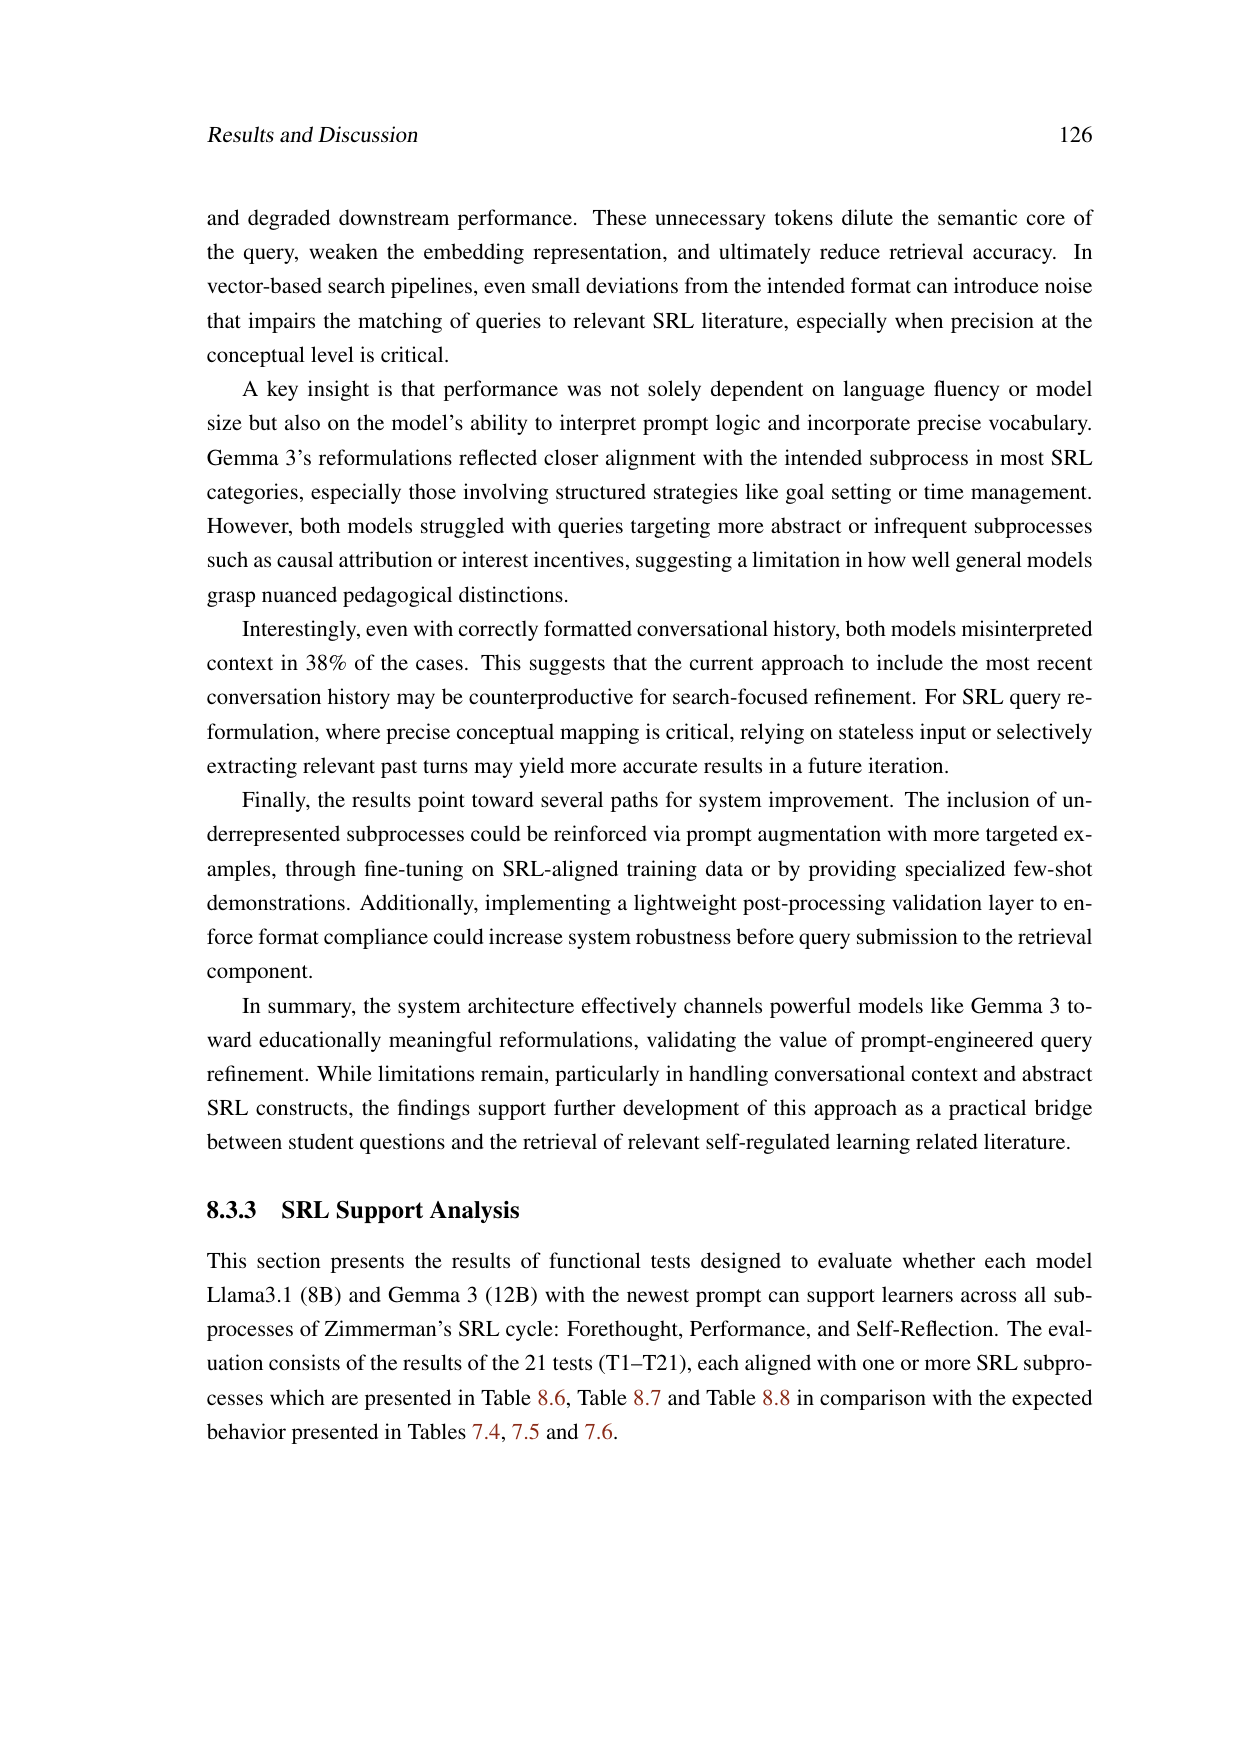 Results and Discussion 126
and degraded downstream performance. These unnecessary tokens dilute the semantic core of
the query, weaken the embedding representation, and ultimately reduce retrieval accuracy. In
vector-based search pipelines, even small deviations from the intended format can introduce noise
that impairs the matching of queries to relevant SRL literature, especially when precision at the
conceptual level is critical.
A key insight is that performance was not solely dependent on language fluency or model
size but also on the model’s ability to interpret prompt logic and incorporate precise vocabulary.
Gemma 3’s reformulations reflected closer alignment with the intended subprocess in most SRL
categories, especially those involving structured strategies like goal setting or time management.
However, both models struggled with queries targeting more abstract or infrequent subprocesses
such as causal attribution or interest incentives, suggesting a limitation in how well general models
grasp nuanced pedagogical distinctions.
Interestingly, even with correctly formatted conversational history, both models misinterpreted
context in 38% of the cases. This suggests that the current approach to include the most recent
conversation history may be counterproductive for search-focused refinement. For SRL query re-
formulation, where precise conceptual mapping is critical, relying on stateless input or selectively
extracting relevant past turns may yield more accurate results in a future iteration.
Finally, the results point toward several paths for system improvement. The inclusion of un-
derrepresented subprocesses could be reinforced via prompt augmentation with more targeted ex-
amples, through fine-tuning on SRL-aligned training data or by providing specialized few-shot
demonstrations. Additionally, implementing a lightweight post-processing validation layer to en-
force format compliance could increase system robustness before query submission to the retrieval
component.
In summary, the system architecture effectively channels powerful models like Gemma 3 to-
ward educationally meaningful reformulations, validating the value of prompt-engineered query
refinement. While limitations remain, particularly in handling conversational context and abstract
SRL constructs, the findings support further development of this approach as a practical bridge
between student questions and the retrieval of relevant self-regulated learning related literature.
8.3.3 SRL Support Analysis
This section presents the results of functional tests designed to evaluate whether each model
Llama3.1 (8B) and Gemma 3 (12B) with the newest prompt can support learners across all sub-
processes of Zimmerman’s SRL cycle: Forethought, Performance, and Self-Reflection. The eval-
uation consists of the results of the 21 tests (T1–T21), each aligned with one or more SRL subpro-
cesses which are presented in Table 8.6, Table 8.7 and Table 8.8 in comparison with the expected
behavior presented in Tables 7.4, 7.5 and 7.6.